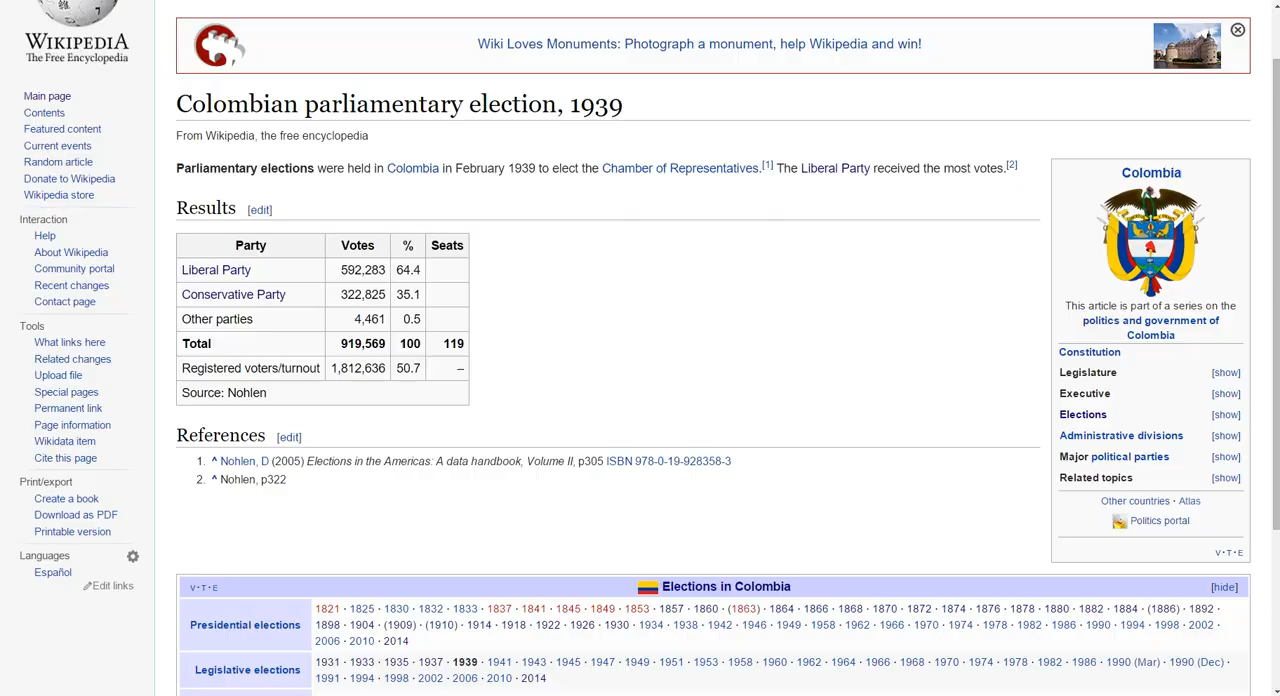 WIKIPEDIA
The Free Encyclopedia
Main page
Contents
Featured content
Current events
Random article
Donate to Wikipedia
Wikipedia store
Interaction
Help
About Wikipedia
Community portal
Recent changes
Contact page
Tools
What links here
Related changes
Upload file
Special pages
Permanent link
Page information
Wikidata item
Cite this page
Print/export
Create a book
Download as PDF
Printable version
Languages
Español
Edit links
Wiki Loves Monuments: Photograph a monument, help Wikipedia and win!
Colombian parliamentary election, 1939
From Wikipedia, the free encyclopedia
Parliamentary elections were held in Colombia in February 1939 to elect the Chamber of Representatives.[1] The Liberal Party received the most votes.[2]
Results [edit]
Party Votes % Seats
Liberal Party 592,283 64.4
Conservative Party 322,825 35.1
Other parties 4,461 0.5
Total 919,569 100 119
Registered voters/turnout 1,812,636 50.7 –
Source: Nohlen
References [edit]
1. ^ Nohlen, D (2005) Elections in the Americas: A data handbook, Volume II, p305 ISBN 978-0-19-928358-3
2. ^ Nohlen, p322
Colombia
This article is part of a series on the
politics and government of
Colombia
Constitution
Legislature [show]
Executive [show]
Elections [show]
Administrative divisions [show]
Major political parties [show]
Related topics [show]
Other countries · Atlas
Politics portal
V · T · E
V · T · E Elections in Colombia [hide]
Presidential elections
1821 · 1825 · 1830 · 1832 · 1833 · 1837 · 1841 · 1845 · 1849 · 1853 · 1857 · 1860 · (1863) · 1864 · 1866 · 1868 · 1870 · 1872 · 1874 · 1876 · 1878 · 1880 · 1882 · 1884 · (1886) · 1892 ·
1898 · 1904 · (1909) · (1910) · 1914 · 1918 · 1922 · 1926 · 1930 · 1934 · 1938 · 1942 · 1946 · 1949 · 1958 · 1962 · 1966 · 1970 · 1974 · 1978 · 1982 · 1986 · 1990 · 1994 · 1998 · 2002 ·
2006 · 2010 · 2014
Legislative elections
1931 · 1933 · 1935 · 1937 · 1939 · 1941 · 1943 · 1945 · 1947 · 1949 · 1951 · 1953 · 1958 · 1960 · 1962 · 1964 · 1966 · 1968 · 1970 · 1974 · 1978 · 1982 · 1986 · 1990 (Mar) · 1990 (Dec) ·
1991 · 1994 · 1998 · 2002 · 2006 · 2010 · 2014